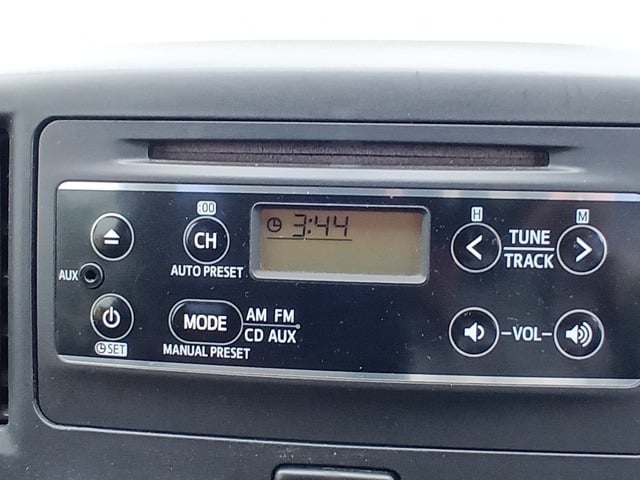 :00
CH
AUTO PRESET
AUX
SET
MODE
AM FM
CD AUX
MANUAL PRESET
3:44
H
M
<
TUNE
TRACK
>
-VOL-